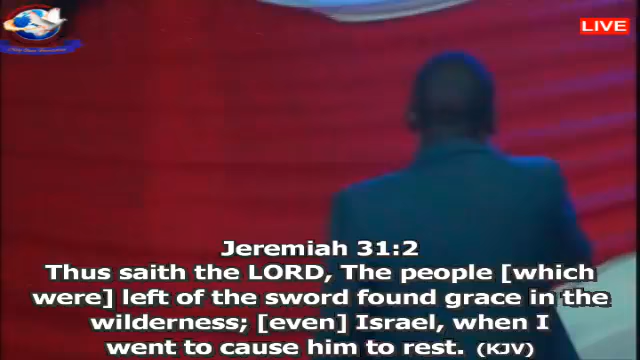 LIVE
Jeremiah 31:2
Thus saith the LORD, The people [which
were] left of the sword found grace in the
wilderness; [even] Israel, when I
went to cause him to rest. (KJV)